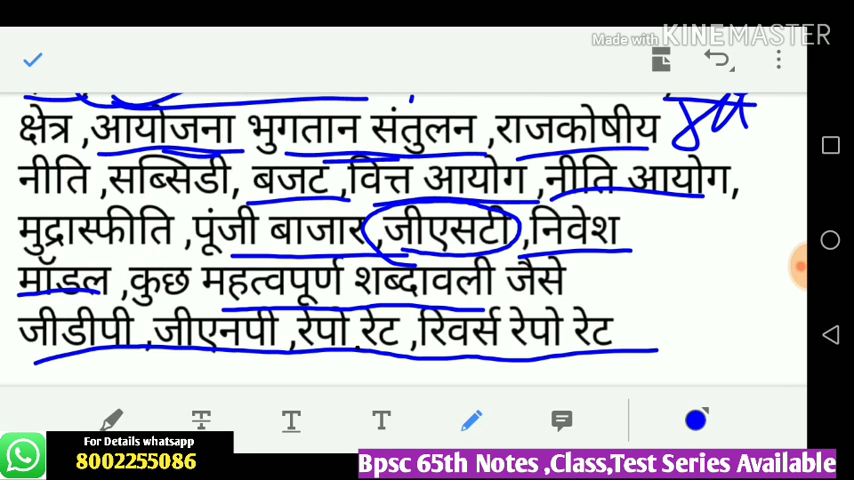 Made with KINEMASTER
क्षेत्र ,आयोजना भुगतान संतुलन ,राजकोषीय
नीति ,सब्सिडी, बजट ,वित्त आयोग ,नीति आयोग,
मुद्रास्फीति ,पूंजी बाजार ,जीएसटी ,निवेश
मॉडल ,कुछ महत्वपूर्ण शब्दावली जैसे
जीडीपी ,जीएनपी ,रेपो रेट ,रिवर्स रेपो रेट
For Details whatsapp
8002255086
Bpsc 65th Notes ,Class,Test Series Available